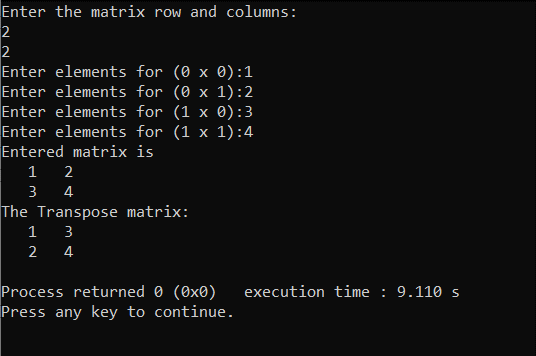 Enter the matrix row and columns:
2
2
Enter elements for (0 x 0):1
Enter elements for (0 x 1):2
Enter elements for (1 x 0):3
Enter elements for (1 x 1):4
Entered matrix is
   1   2
   3   4
The Transpose matrix:
   1   3
   2   4

Process returned 0 (0x0)   execution time : 9.110 s
Press any key to continue.